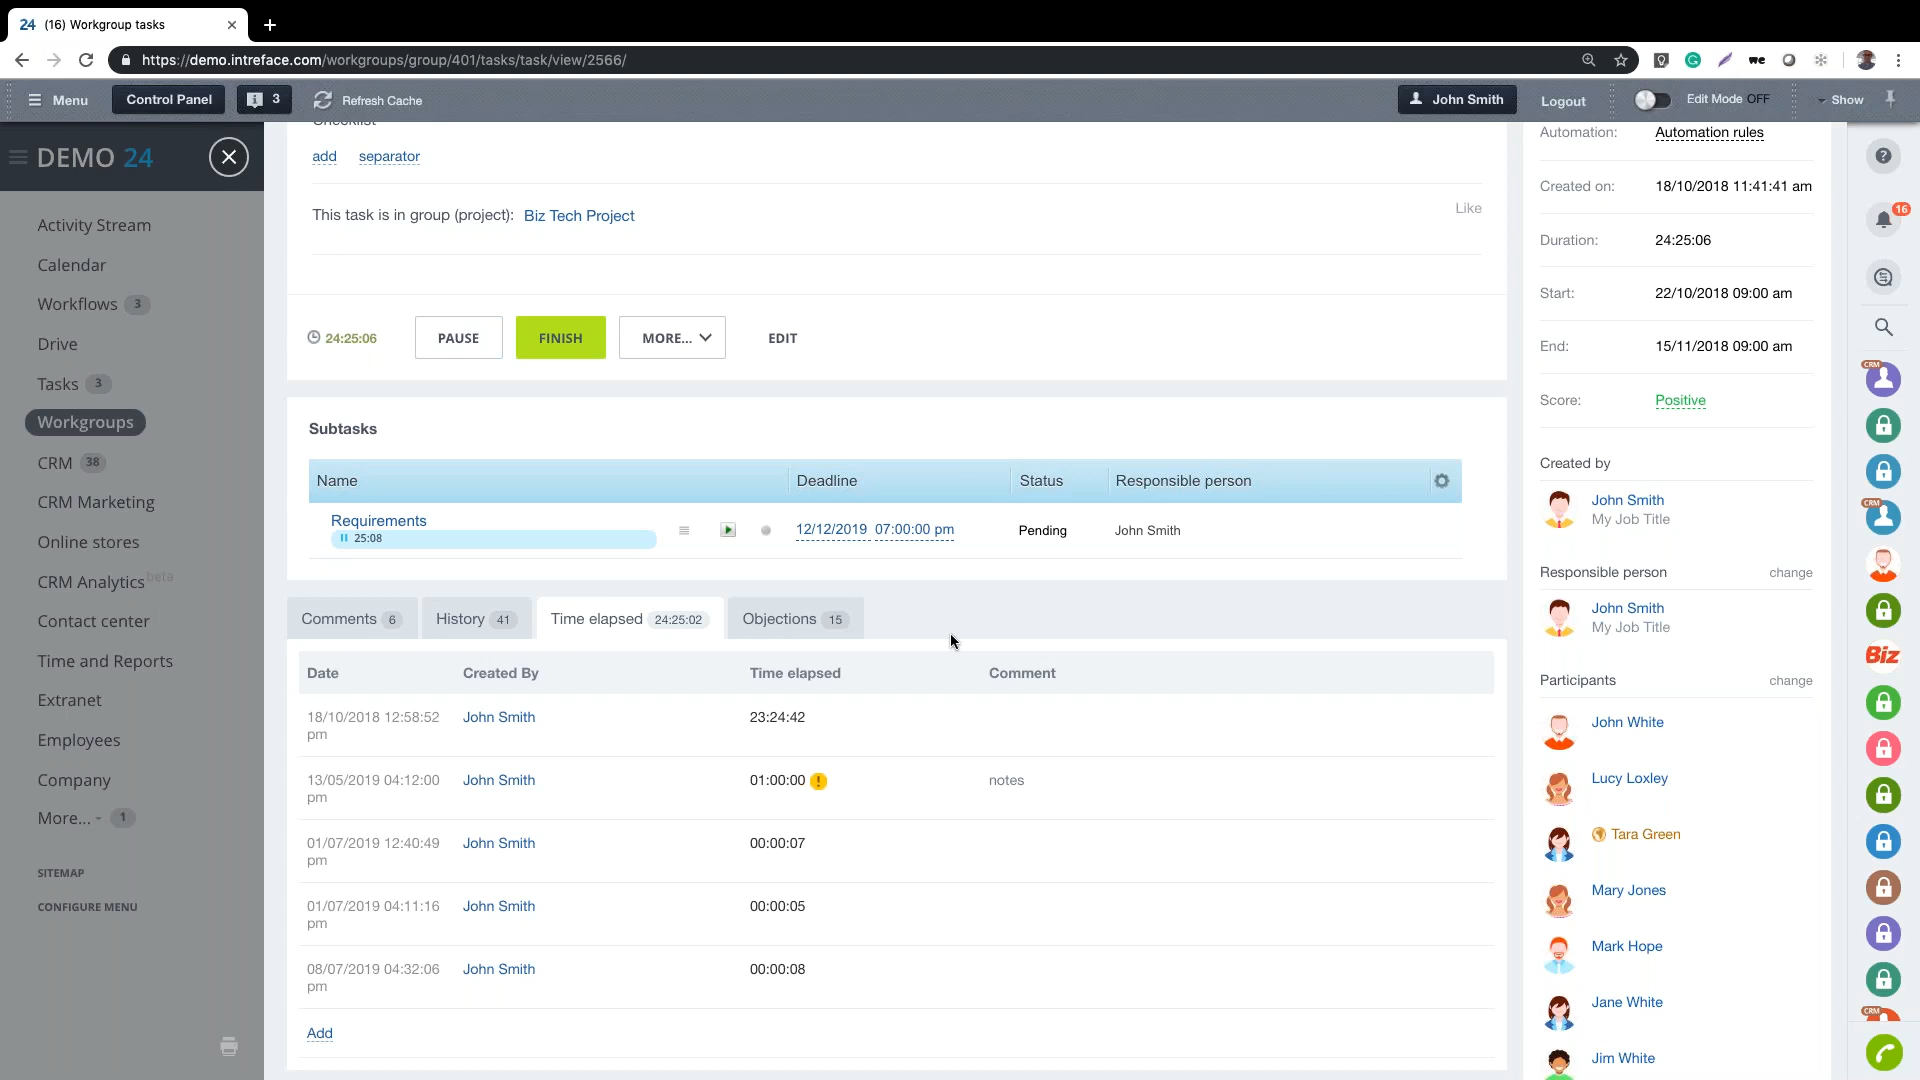 24 (16) Workgroup tasks
https://demo.intreface.com/workgroups/group/401/tasks/task/view/2566/
Menu
Control Panel
3
Refresh Cache
John Smith
Logout
Edit Mode OFF
Show
DEMO 24
Activity Stream
Calendar
Workflows 3
Drive
Tasks 3
Workgroups
CRM 38
CRM Marketing
Online stores
CRM Analytics beta
Contact center
Time and Reports
Extranet
Employees
Company
More... 1
SITEMAP
CONFIGURE MENU
Checklist
add separator
This task is in group (project): Biz Tech Project
Like
24:25:06
PAUSE
FINISH
MORE...
EDIT
Subtasks
Name Deadline Status Responsible person
Requirements
25:08
12/12/2019 07:00:00 pm
Pending
John Smith
Comments 6
History 41
Time elapsed 24:25:02
Objections 15
Date Created By Time elapsed Comment
18/10/2018 12:58:52 pm John Smith 23:24:42
13/05/2019 04:12:00 pm John Smith 01:00:00 ! notes
01/07/2019 12:40:49 pm John Smith 00:00:07
01/07/2019 04:11:16 pm John Smith 00:00:05
08/07/2019 04:32:06 pm John Smith 00:00:08
Add
Automation: Automation rules
Created on: 18/10/2018 11:41:41 am
Duration: 24:25:06
Start: 22/10/2018 09:00 am
End: 15/11/2018 09:00 am
Score: Positive
Created by
John Smith
My Job Title
Responsible person change
John Smith
My Job Title
Participants change
John White
Lucy Loxley
Tara Green
Mary Jones
Mark Hope
Jane White
Jim White
?
16
CRM
CRM
Biz
CRM
we